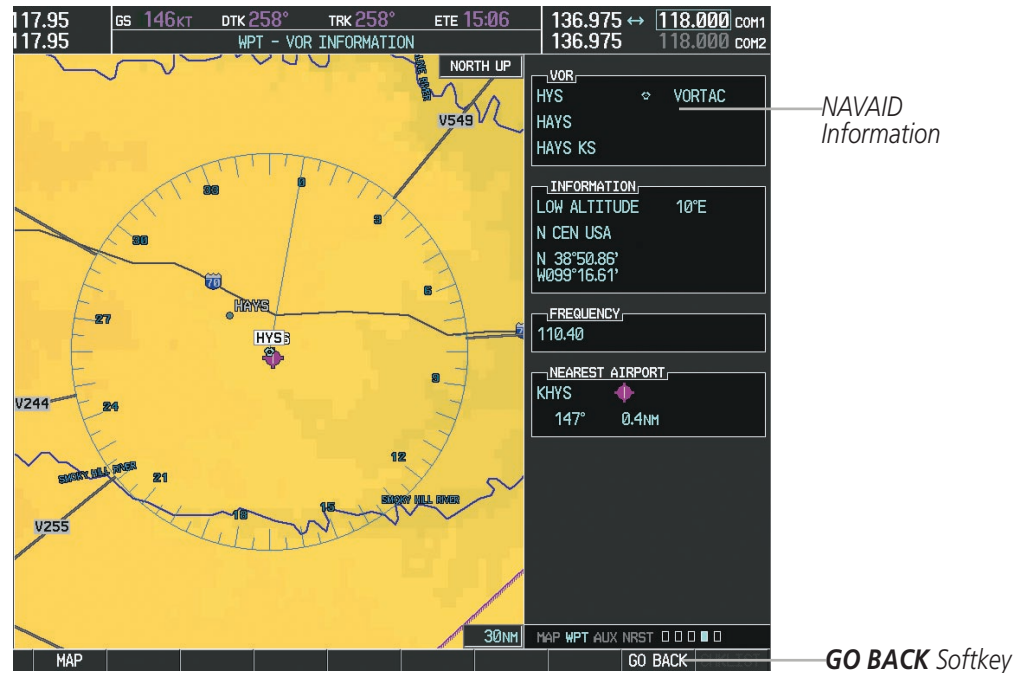 117.95 GS 146KT DTK 258° TRK 258° ETE 15:06 136.975 ↔ 118.000 COM1
117.95 WPT - VOR INFORMATION 136.975 118.000 COM2
NORTH UP
VOR
HYS VORTAC
HAYS
HAYS KS
NAVAID
Information
INFORMATION
LOW ALTITUDE 10°E
N CEN USA
N 38°50.86'
W099°16.61'
FREQUENCY
110.40
NEAREST AIRPORT
KHYS
147° 0.4NM
V549
33 0 3
30
6
70
HAYS
27
HYS
9
V244
24
12
SMOKY HILL RIVER
21
SMOKY HILL RIVER
18 15
V255
30NM
MAP WPT AUX NRST
MAP GO BACK
GO BACK Softkey